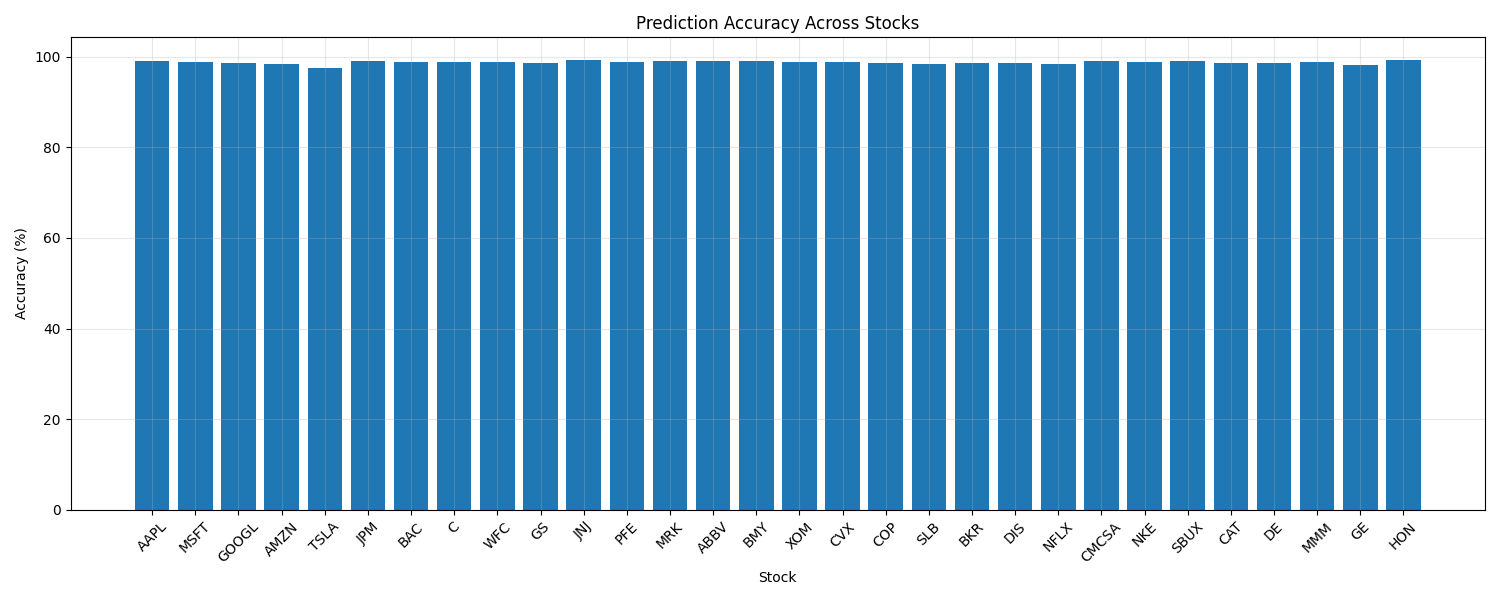 Prediction Accuracy Across Stocks
Accuracy (%)
100
80
60
40
20
0
AAPL
MSFT
GOOGL
AMZN
TSLA
JPM
BAC
C
WFC
GS
JNJ
PFE
MRK
ABBV
BMY
XOM
CVX
COP
SLB
BKR
DIS
NFLX
CMCSA
NKE
SBUX
CAT
DE
MMM
GE
HON
Stock